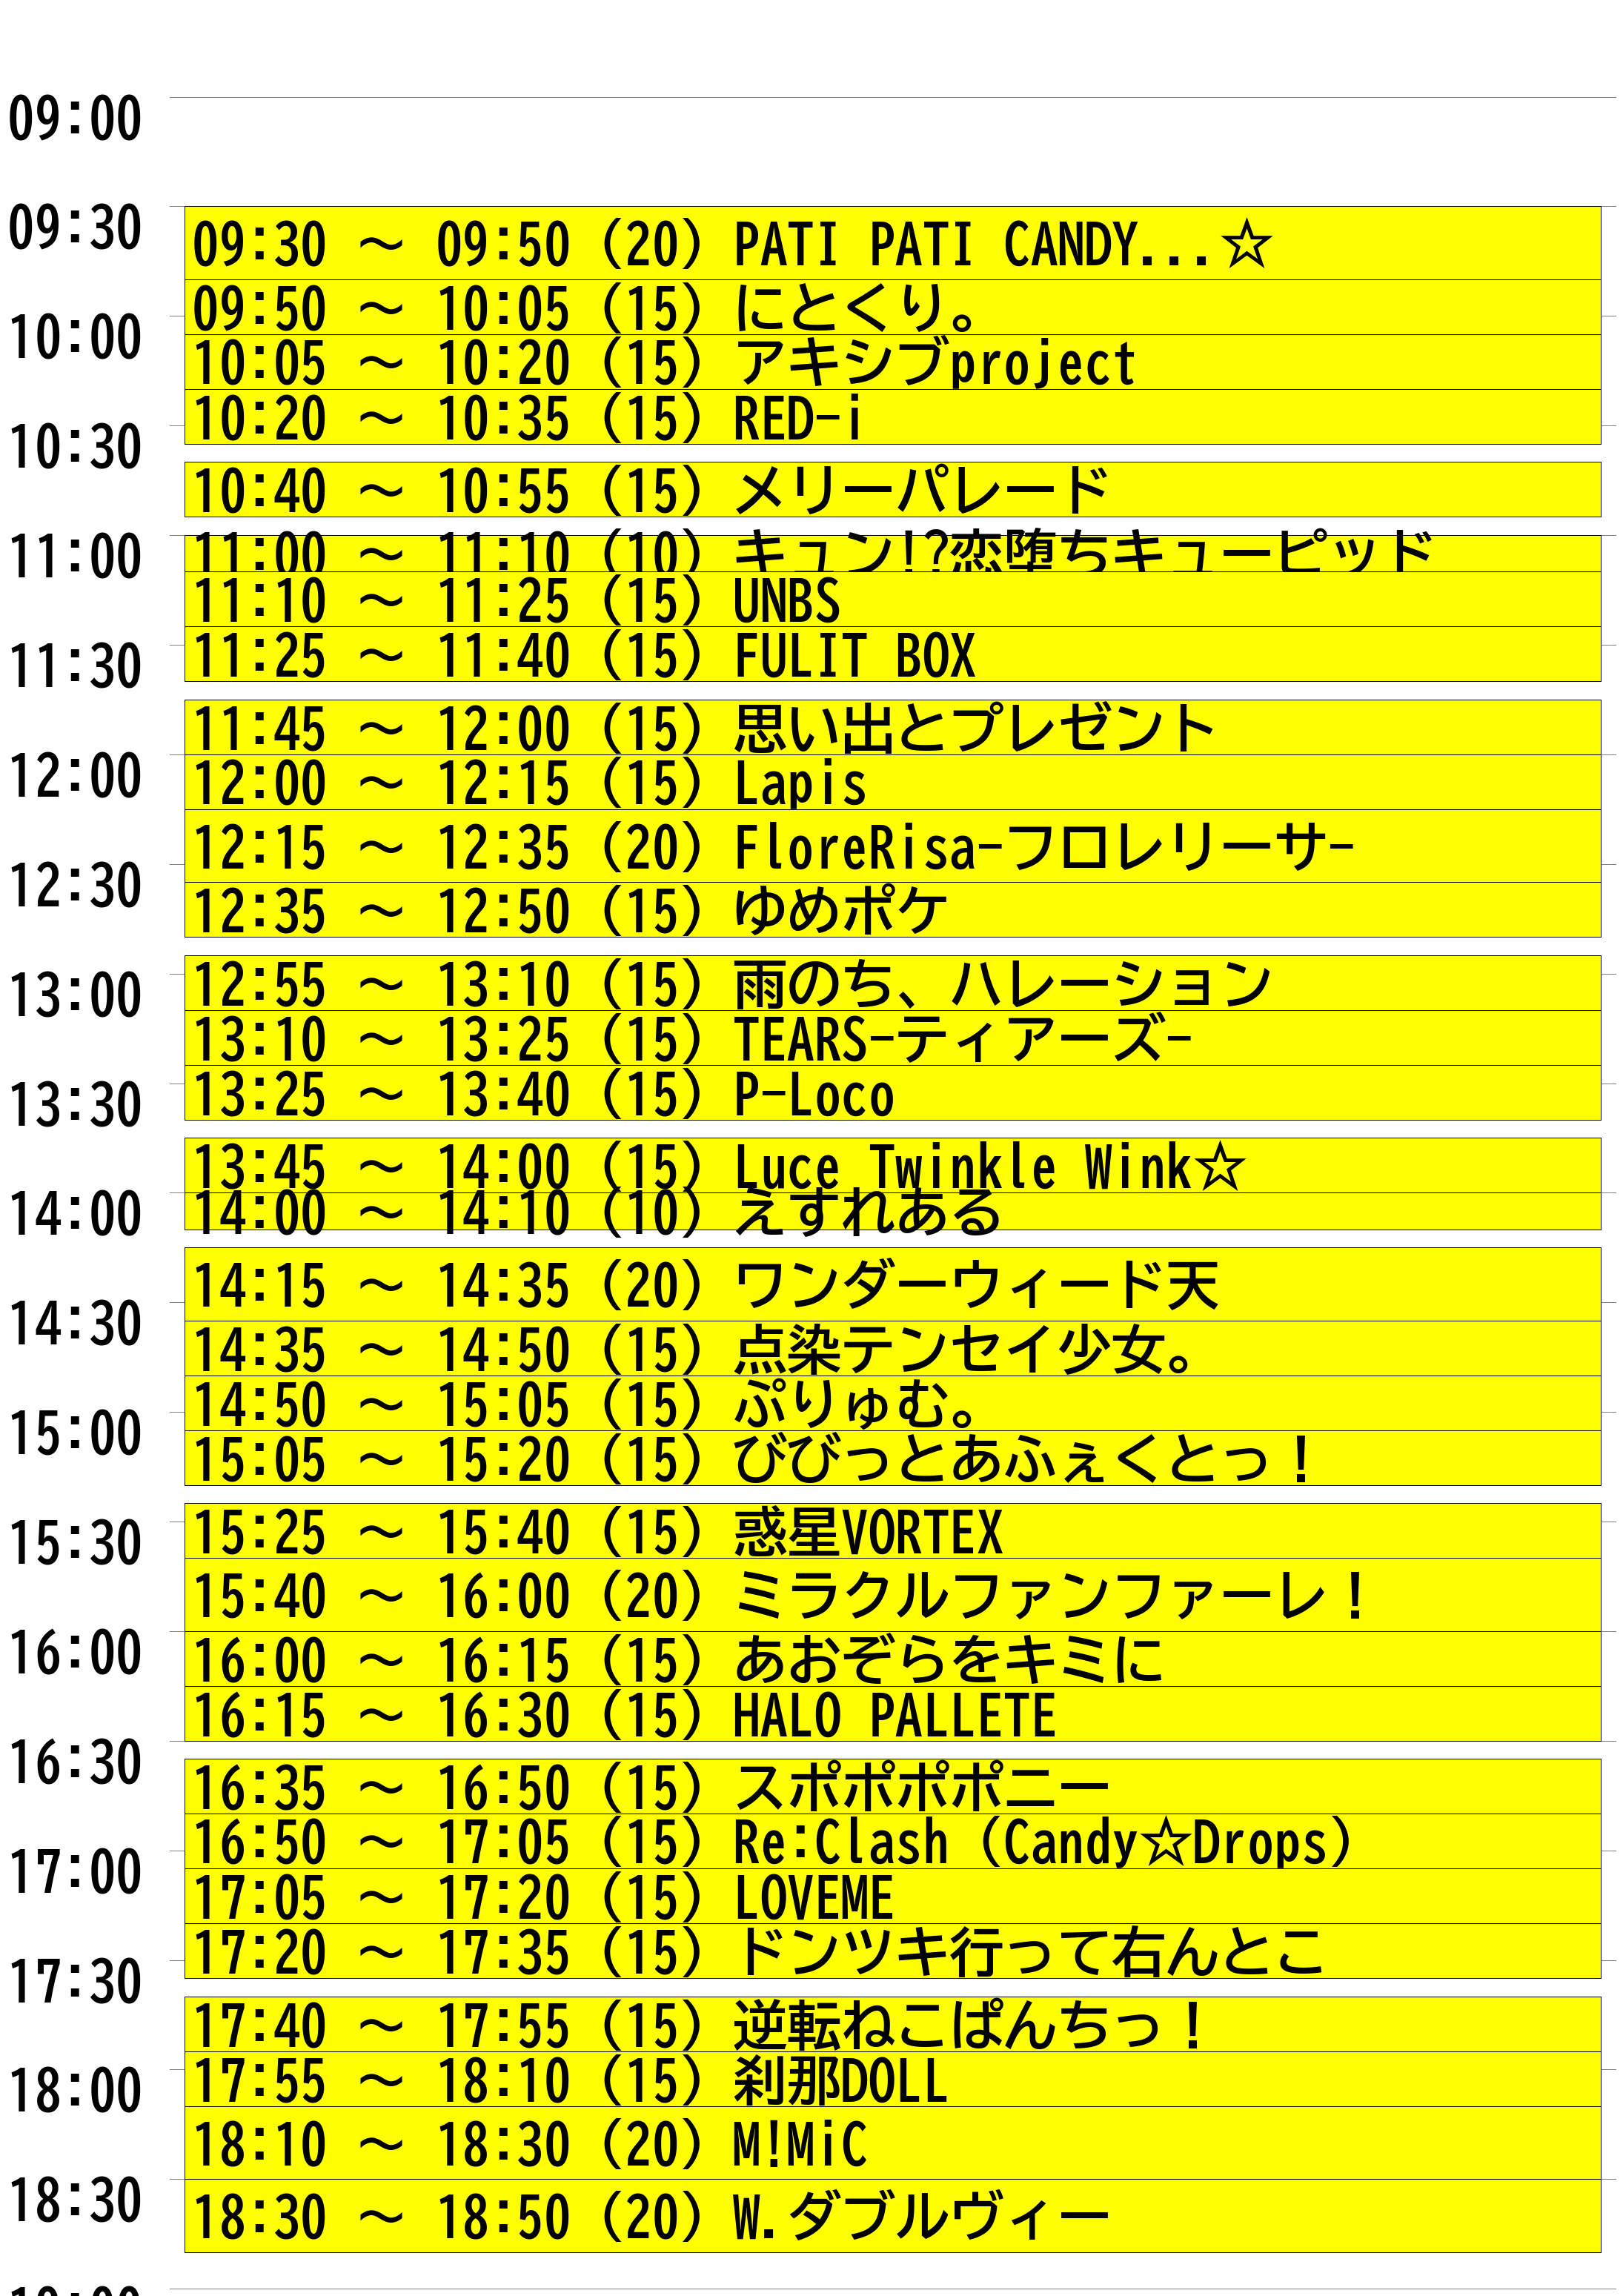 09:00
09:30
09:30 ～ 09:50 (20) PATI PATI CANDY...☆
09:50 ～ 10:05 (15) にとくり。
10:00
10:05 ～ 10:20 (15) アキシブproject
10:20 ～ 10:35 (15) RED-i
10:30
10:40 ～ 10:55 (15) メリーパレード
11:00
11:00 ～ 11:10 (10) キュン!?恋堕ちキューピッド
11:10 ～ 11:25 (15) UNBS
11:25 ～ 11:40 (15) FULIT BOX
11:30
11:45 ～ 12:00 (15) 思い出とプレゼント
12:00
12:00 ～ 12:15 (15) Lapis
12:15 ～ 12:35 (20) FloreRisa-フロレリーサ-
12:30
12:35 ～ 12:50 (15) ゆめポケ
12:55 ～ 13:10 (15) 雨のち、ハレーション
13:00
13:10 ～ 13:25 (15) TEARS-ティアーズ-
13:25 ～ 13:40 (15) P-Loco
13:30
13:45 ～ 14:00 (15) Luce Twinkle Wink☆
14:00
14:00 ～ 14:10 (10) えすれある
14:15 ～ 14:35 (20) ワンダーウィード天
14:30
14:35 ～ 14:50 (15) 点染テンセイ少女。
14:50 ～ 15:05 (15) ぷりゅむ。
15:00
15:05 ～ 15:20 (15) びびっとあふぇくとっ！
15:25 ～ 15:40 (15) 惑星VORTEX
15:30
15:40 ～ 16:00 (20) ミラクルファンファーレ！
16:00
16:00 ～ 16:15 (15) あおぞらをキミに
16:15 ～ 16:30 (15) HALO PALLETE
16:30
16:35 ～ 16:50 (15) スポポポポニー
16:50 ～ 17:05 (15) Re:Clash (Candy☆Drops)
17:00
17:05 ～ 17:20 (15) LOVEME
17:20 ～ 17:35 (15) ドンツキ行って右んとこ
17:30
17:40 ～ 17:55 (15) 逆転ねこぱんちっ！
17:55 ～ 18:10 (15) 刹那DOLL
18:00
18:10 ～ 18:30 (20) M!MiC
18:30
18:30 ～ 18:50 (20) W.ダブルヴィー